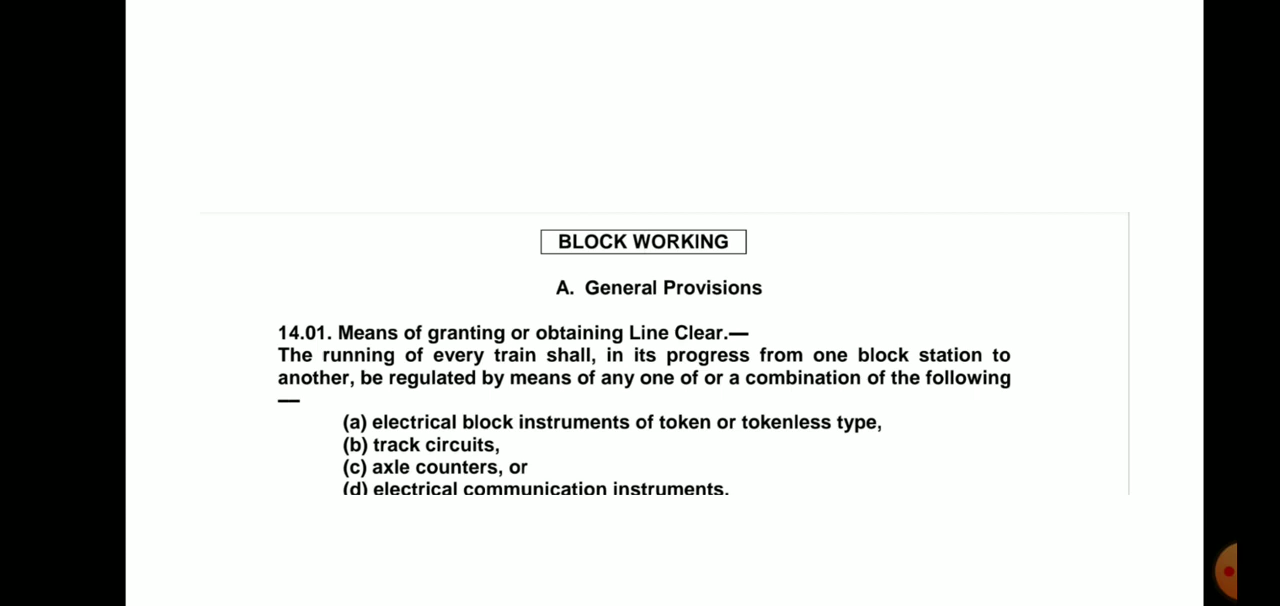 BLOCK WORKING
A. General Provisions
14.01. Means of granting or obtaining Line Clear.—
The running of every train shall, in its progress from one block station to
another, be regulated by means of any one of or a combination of the following
—
(a) electrical block instruments of token or tokenless type,
(b) track circuits,
(c) axle counters, or
(d) electrical communication instruments.